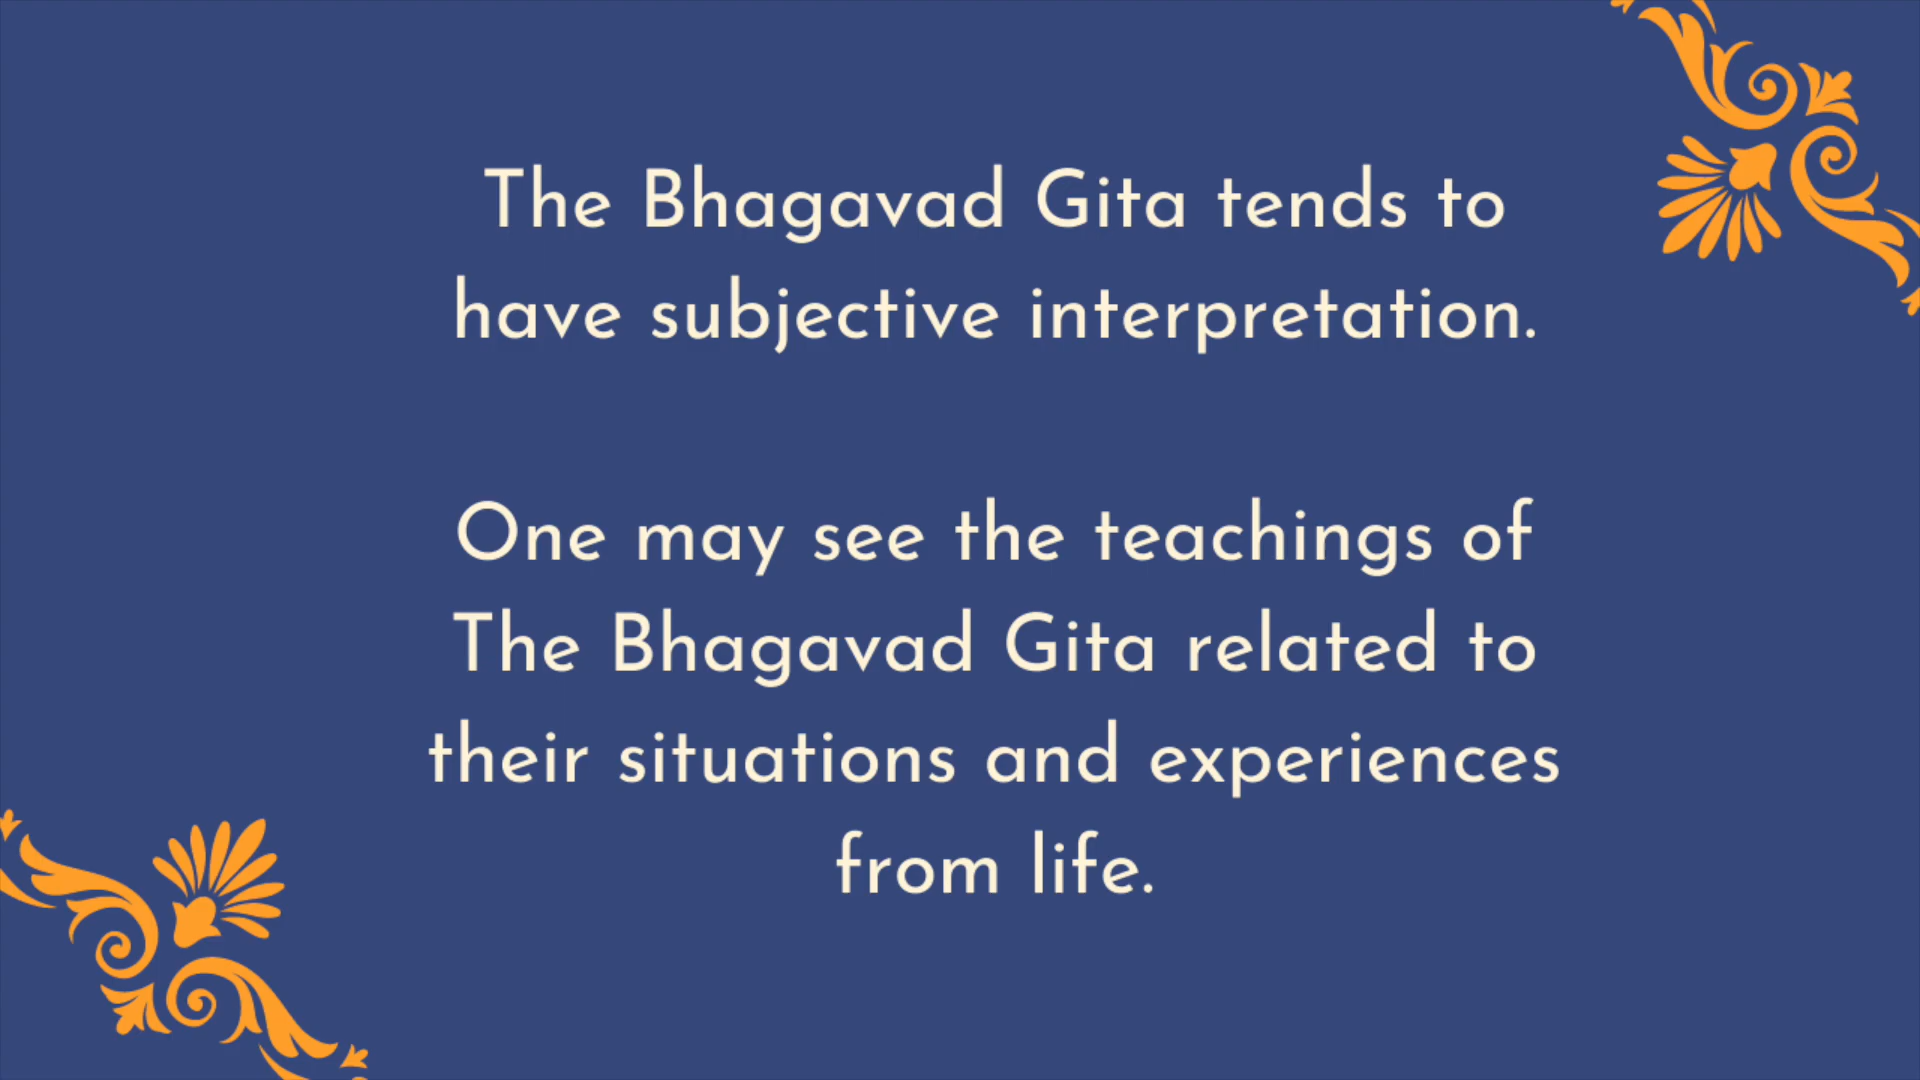 The Bhagavad Gita tends to
have subjective interpretation.
One may see the teachings of
The Bhagavad Gita related to
their situations and experiences
from life.